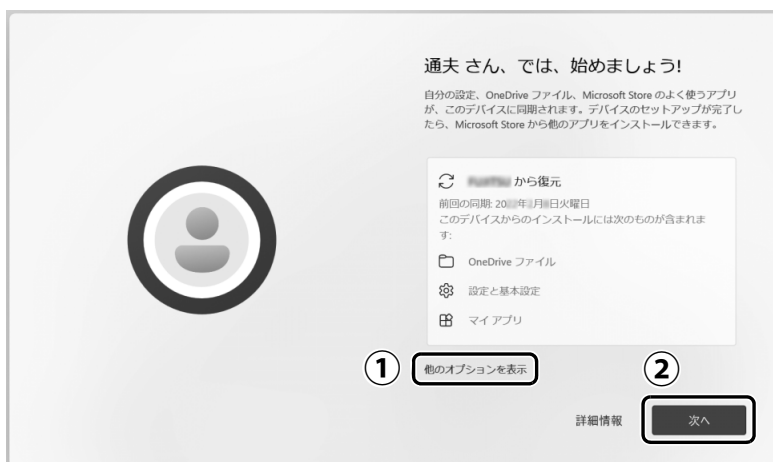 通夫 さん、では、始めましょう!
自分の設定、OneDrive ファイル、Microsoft Store のよく使うアプリ
が、このデバイスに同期されます。デバイスのセットアップが完了し
たら、Microsoft Store から他のアプリをインストールできます。
から復元
前回の同期: 20 年 月 日火曜日
このデバイスからのインストールには次のものが含まれま
す:
OneDrive ファイル
設定と基本設定
マイ アプリ
① 他のオプションを表示
②
詳細情報 次へ